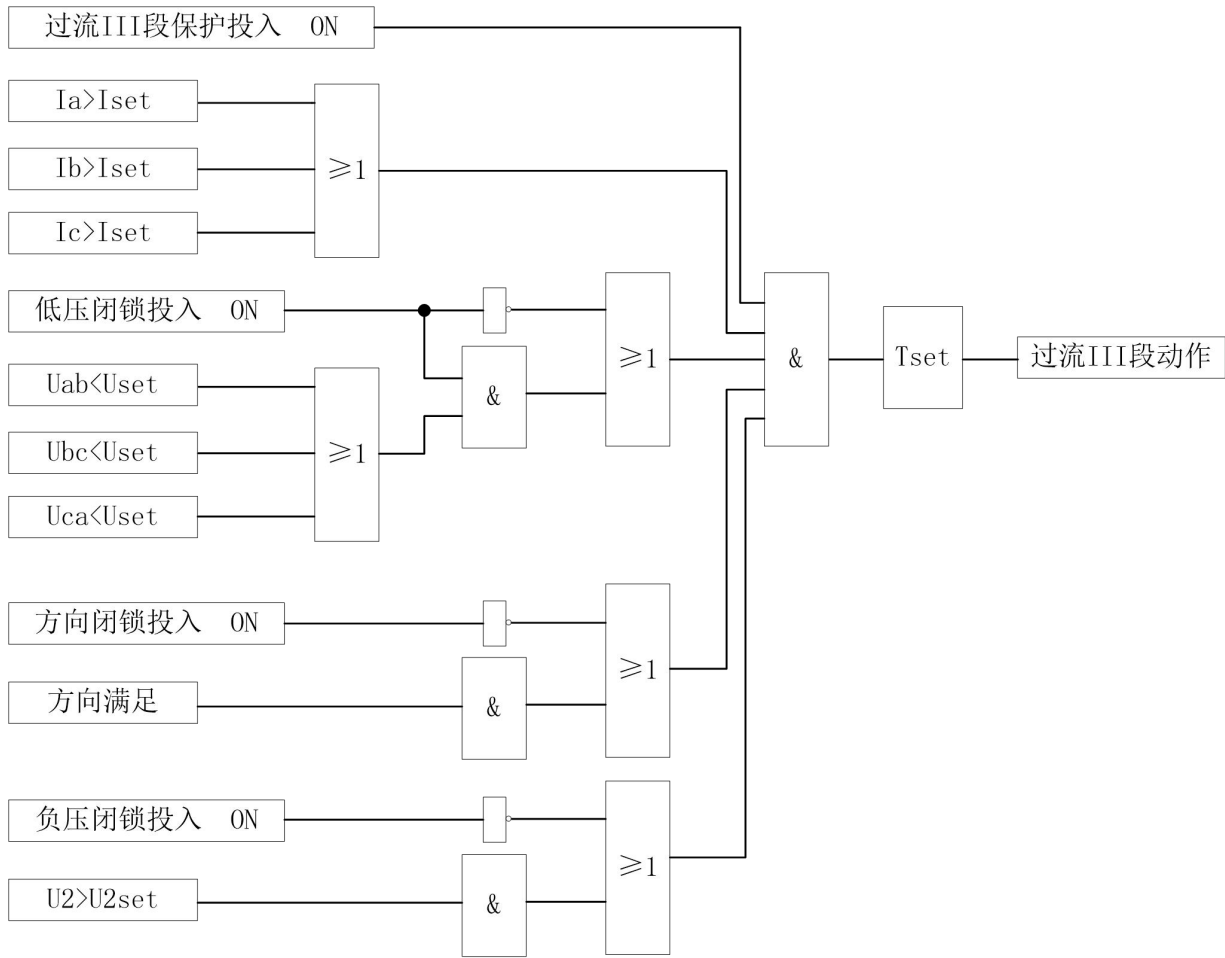 过流III段保护投入 ON
Ia>Iset
Ib>Iset
≥1
Ic>Iset
低压闭锁投入 ON
≥1
&
Tset
过流III段动作
Uab<Uset
&
Ubc<Uset
≥1
Uca<Uset
方向闭锁投入 ON
≥1
方向满足
&
负压闭锁投入 ON
≥1
U2>U2set
&